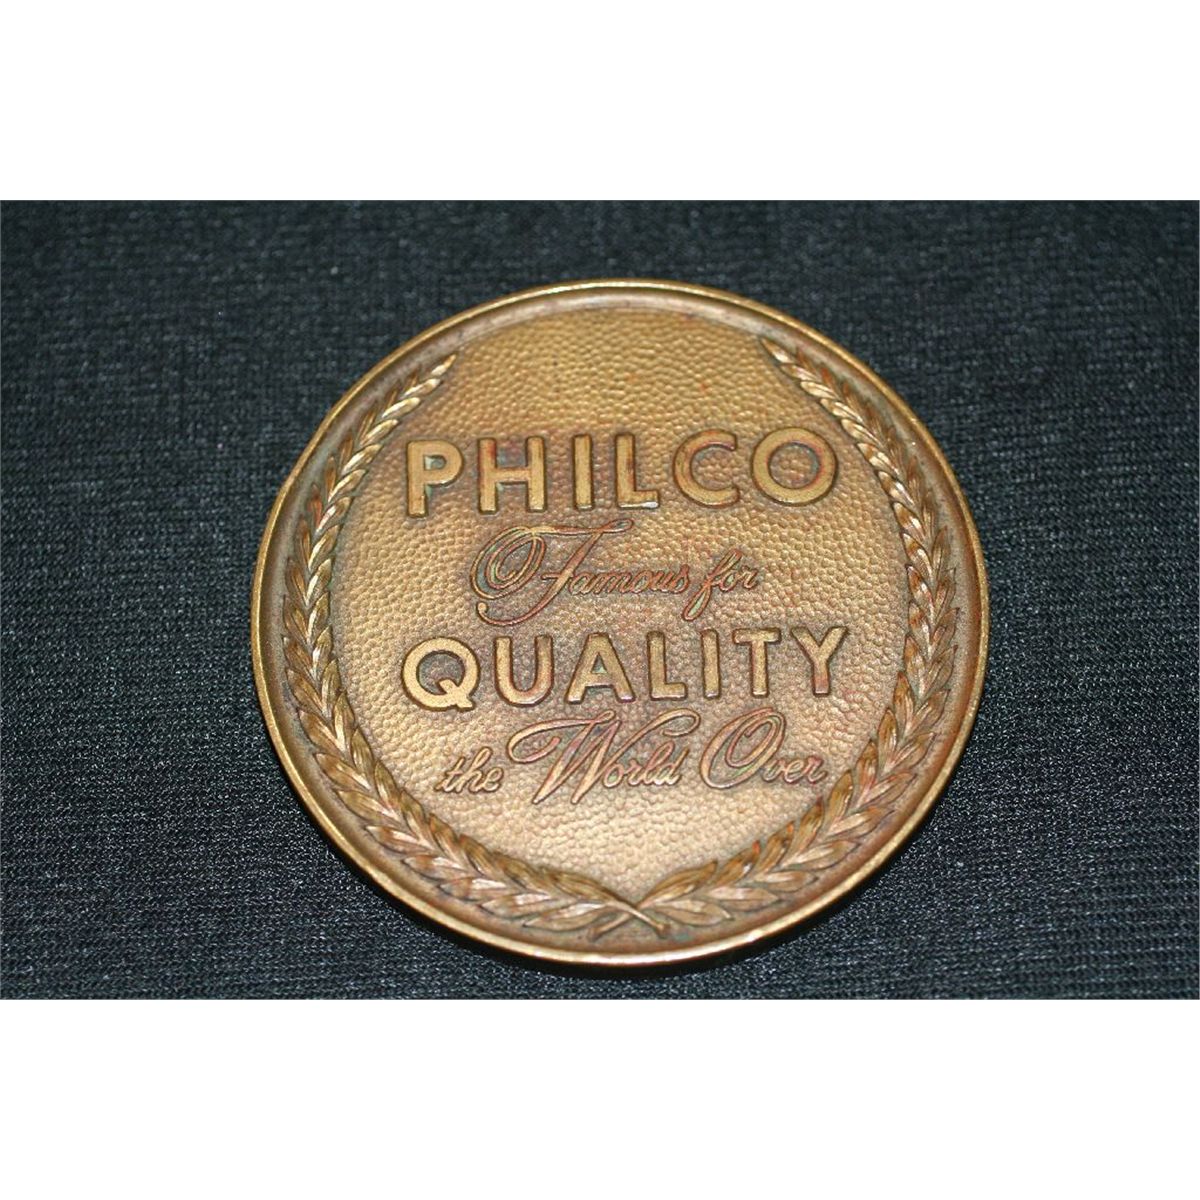 PHILCO
Famous for
QUALITY
the World Over